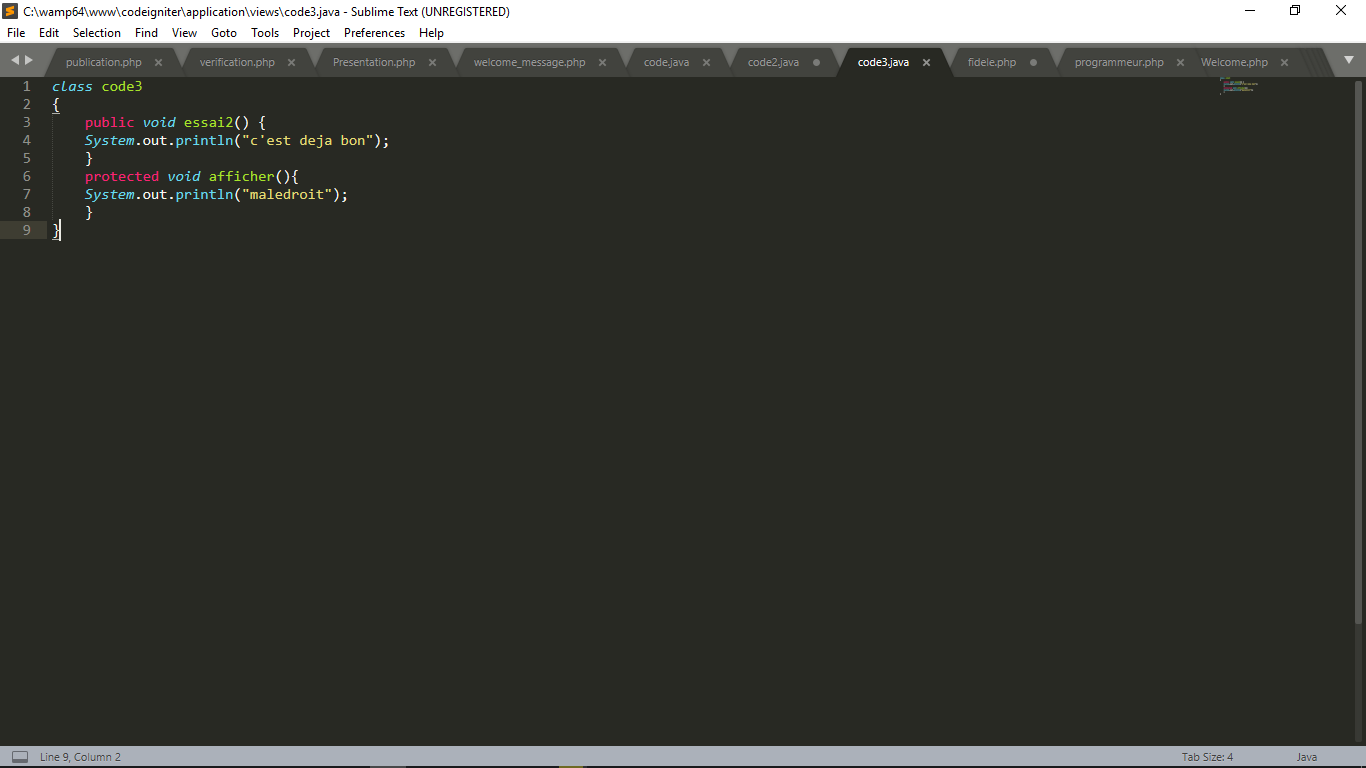 C:\wamp64\www\codeigniter\application\views\code3.java - Sublime Text (UNREGISTERED)
File Edit Selection Find View Goto Tools Project Preferences Help
publication.php verification.php Presentation.php welcome_message.php code.java code2.java code3.java fidele.php programmeur.php Welcome.php
1 class code3
2 {
3 public void essai2() {
4 System.out.println("c'est deja bon");
5 }
6 protected void afficher(){
7 System.out.println("maledroit");
8 }
9 }
Line 9, Column 2 Tab Size: 4 Java